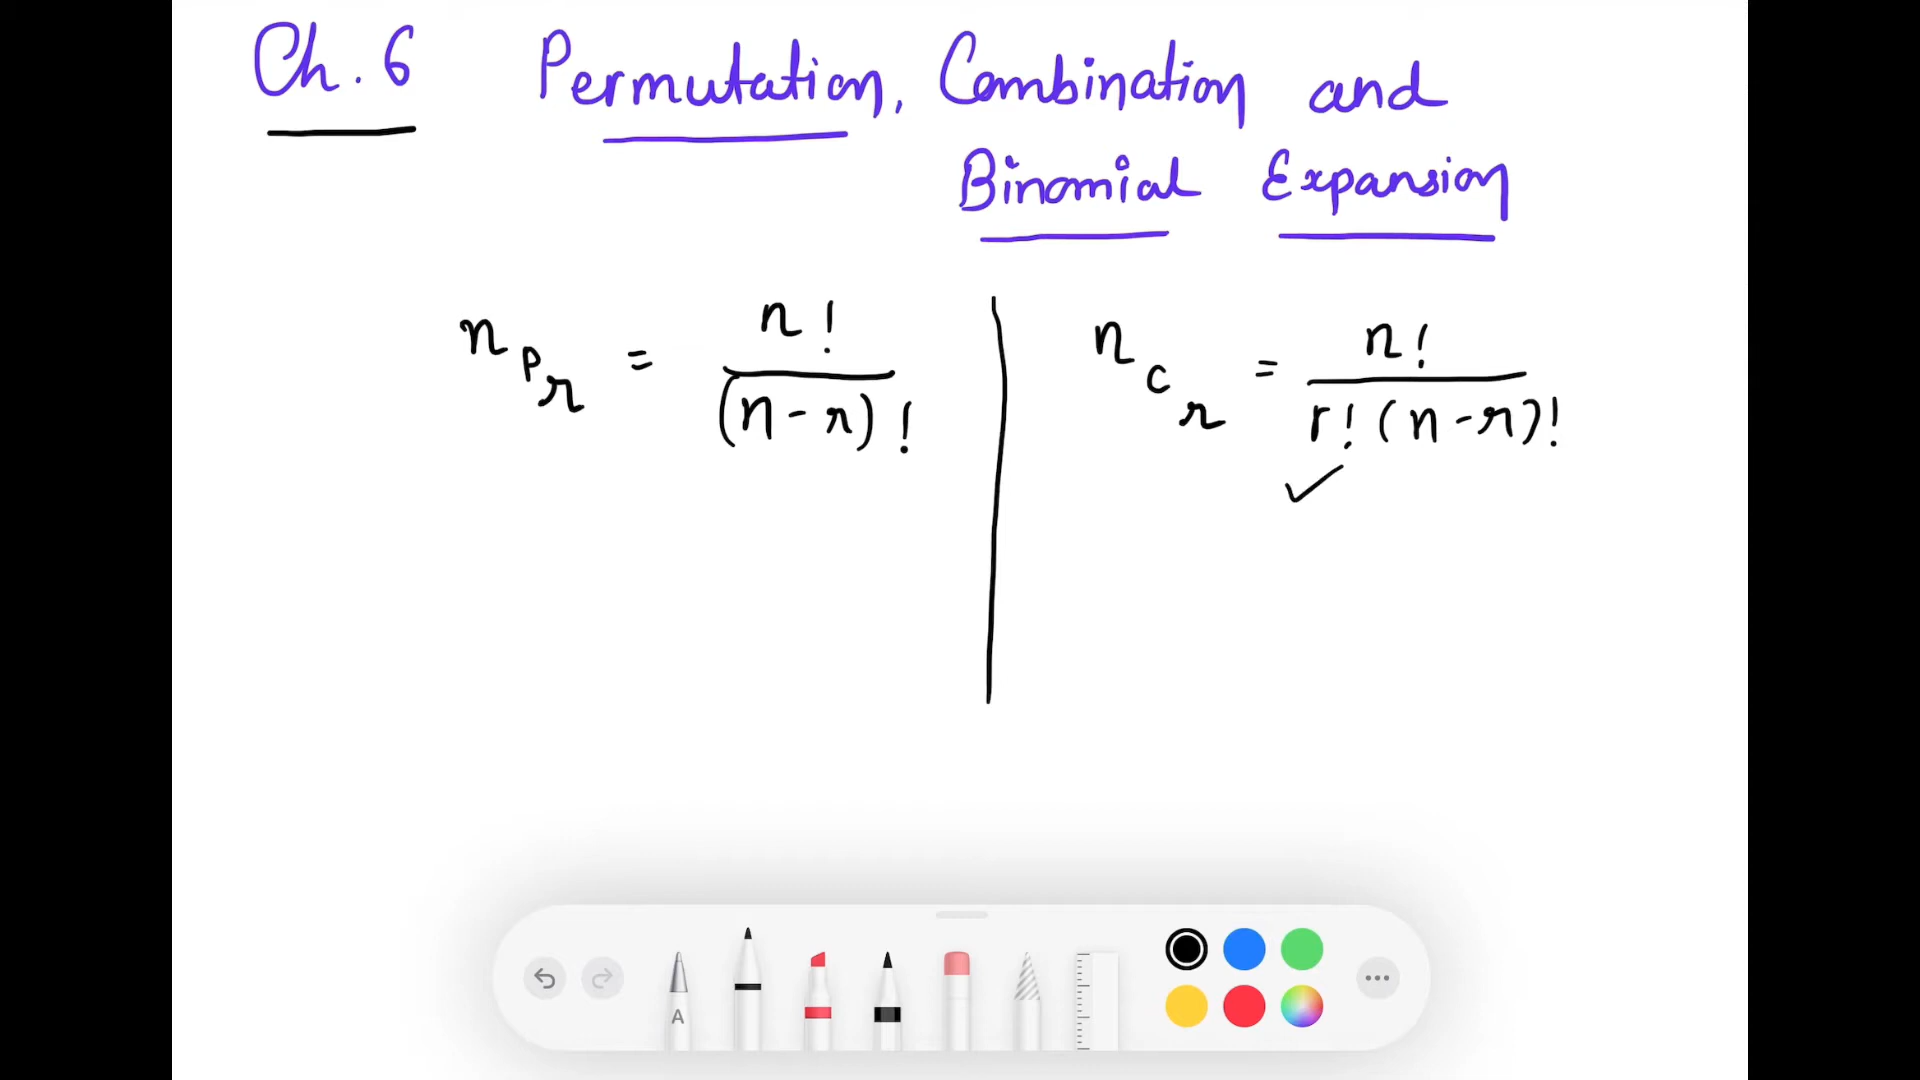 Ch. 6 Permutation, Combination and
Binomial Expansion
nPr = n! / (n-r)!
nCr = n! / r!(n-r)!
A